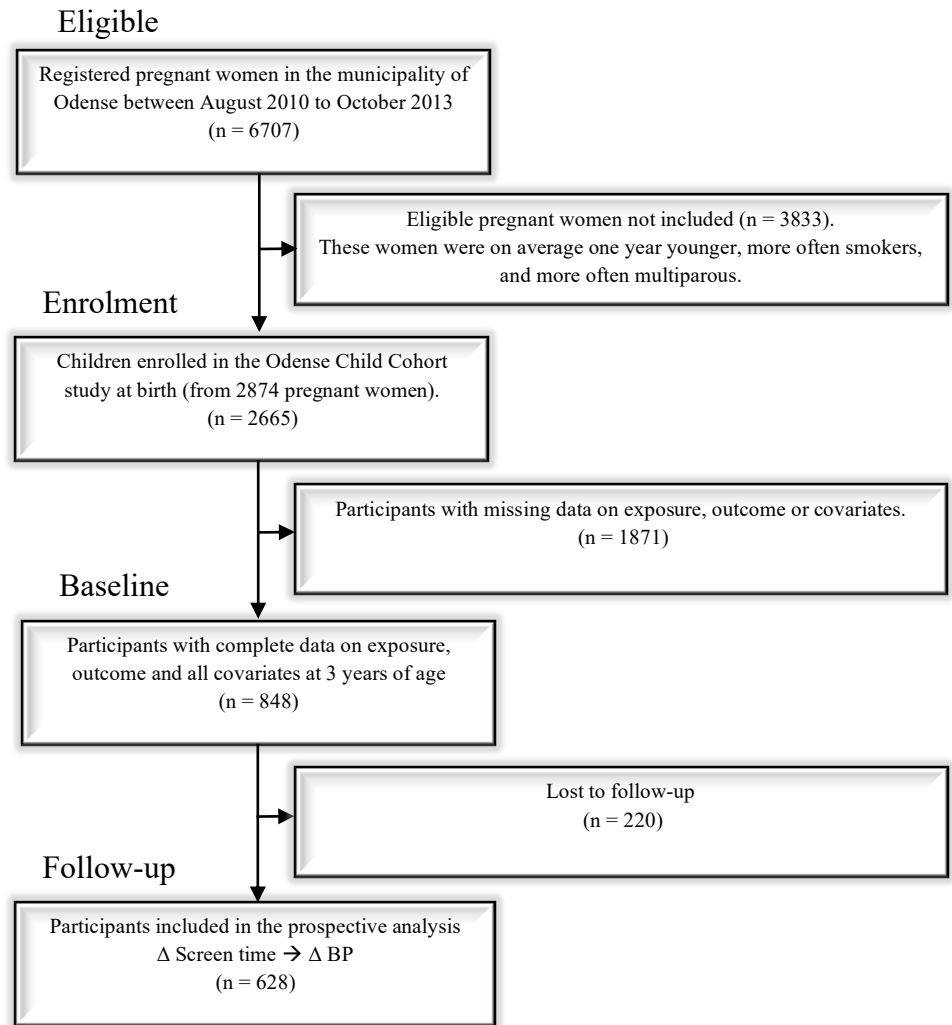 Eligible
Registered pregnant women in the municipality of
Odense between August 2010 to October 2013
(n = 6707)
Eligible pregnant women not included (n = 3833).
These women were on average one year younger, more often smokers,
and more often multiparous.
Enrolment
Children enrolled in the Odense Child Cohort
study at birth (from 2874 pregnant women).
(n = 2665)
Participants with missing data on exposure, outcome or covariates.
(n = 1871)
Baseline
Participants with complete data on exposure,
outcome and all covariates at 3 years of age
(n = 848)
Lost to follow-up
(n = 220)
Follow-up
Participants included in the prospective analysis
Δ Screen time → Δ BP
(n = 628)